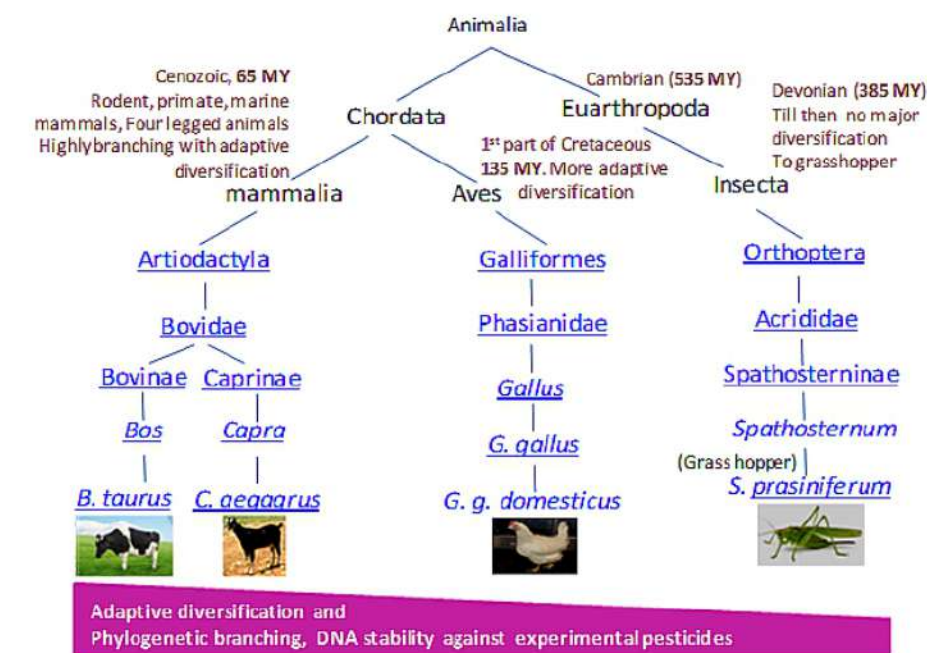 Animalia
Cenozoic, 65 MY
Rodent, primate, marine
mammals, Four legged animals
Highlybranching with adaptive
diversification
Chordata
Cambrian (535 MY)
Euarthropoda
Devonian (385 MY)
Till then no major
diversification
To grasshopper
1st part of Cretaceous
135 MY. More adaptive
diversification
mammalia
Aves
Insecta
Artiodactyla
Galliformes
Orthoptera
Bovidae
Phasianidae
Acrididae
Bovinae Caprinae
Gallus
Spathosterninae
Bos Capra
G. gallus
Spathosternum
(Grass hopper)
B. taurus C. aegagrus
G. g. domesticus
S. prasiniferum
Adaptive diversification and
Phylogenetic branching, DNA stability against experimental pesticides